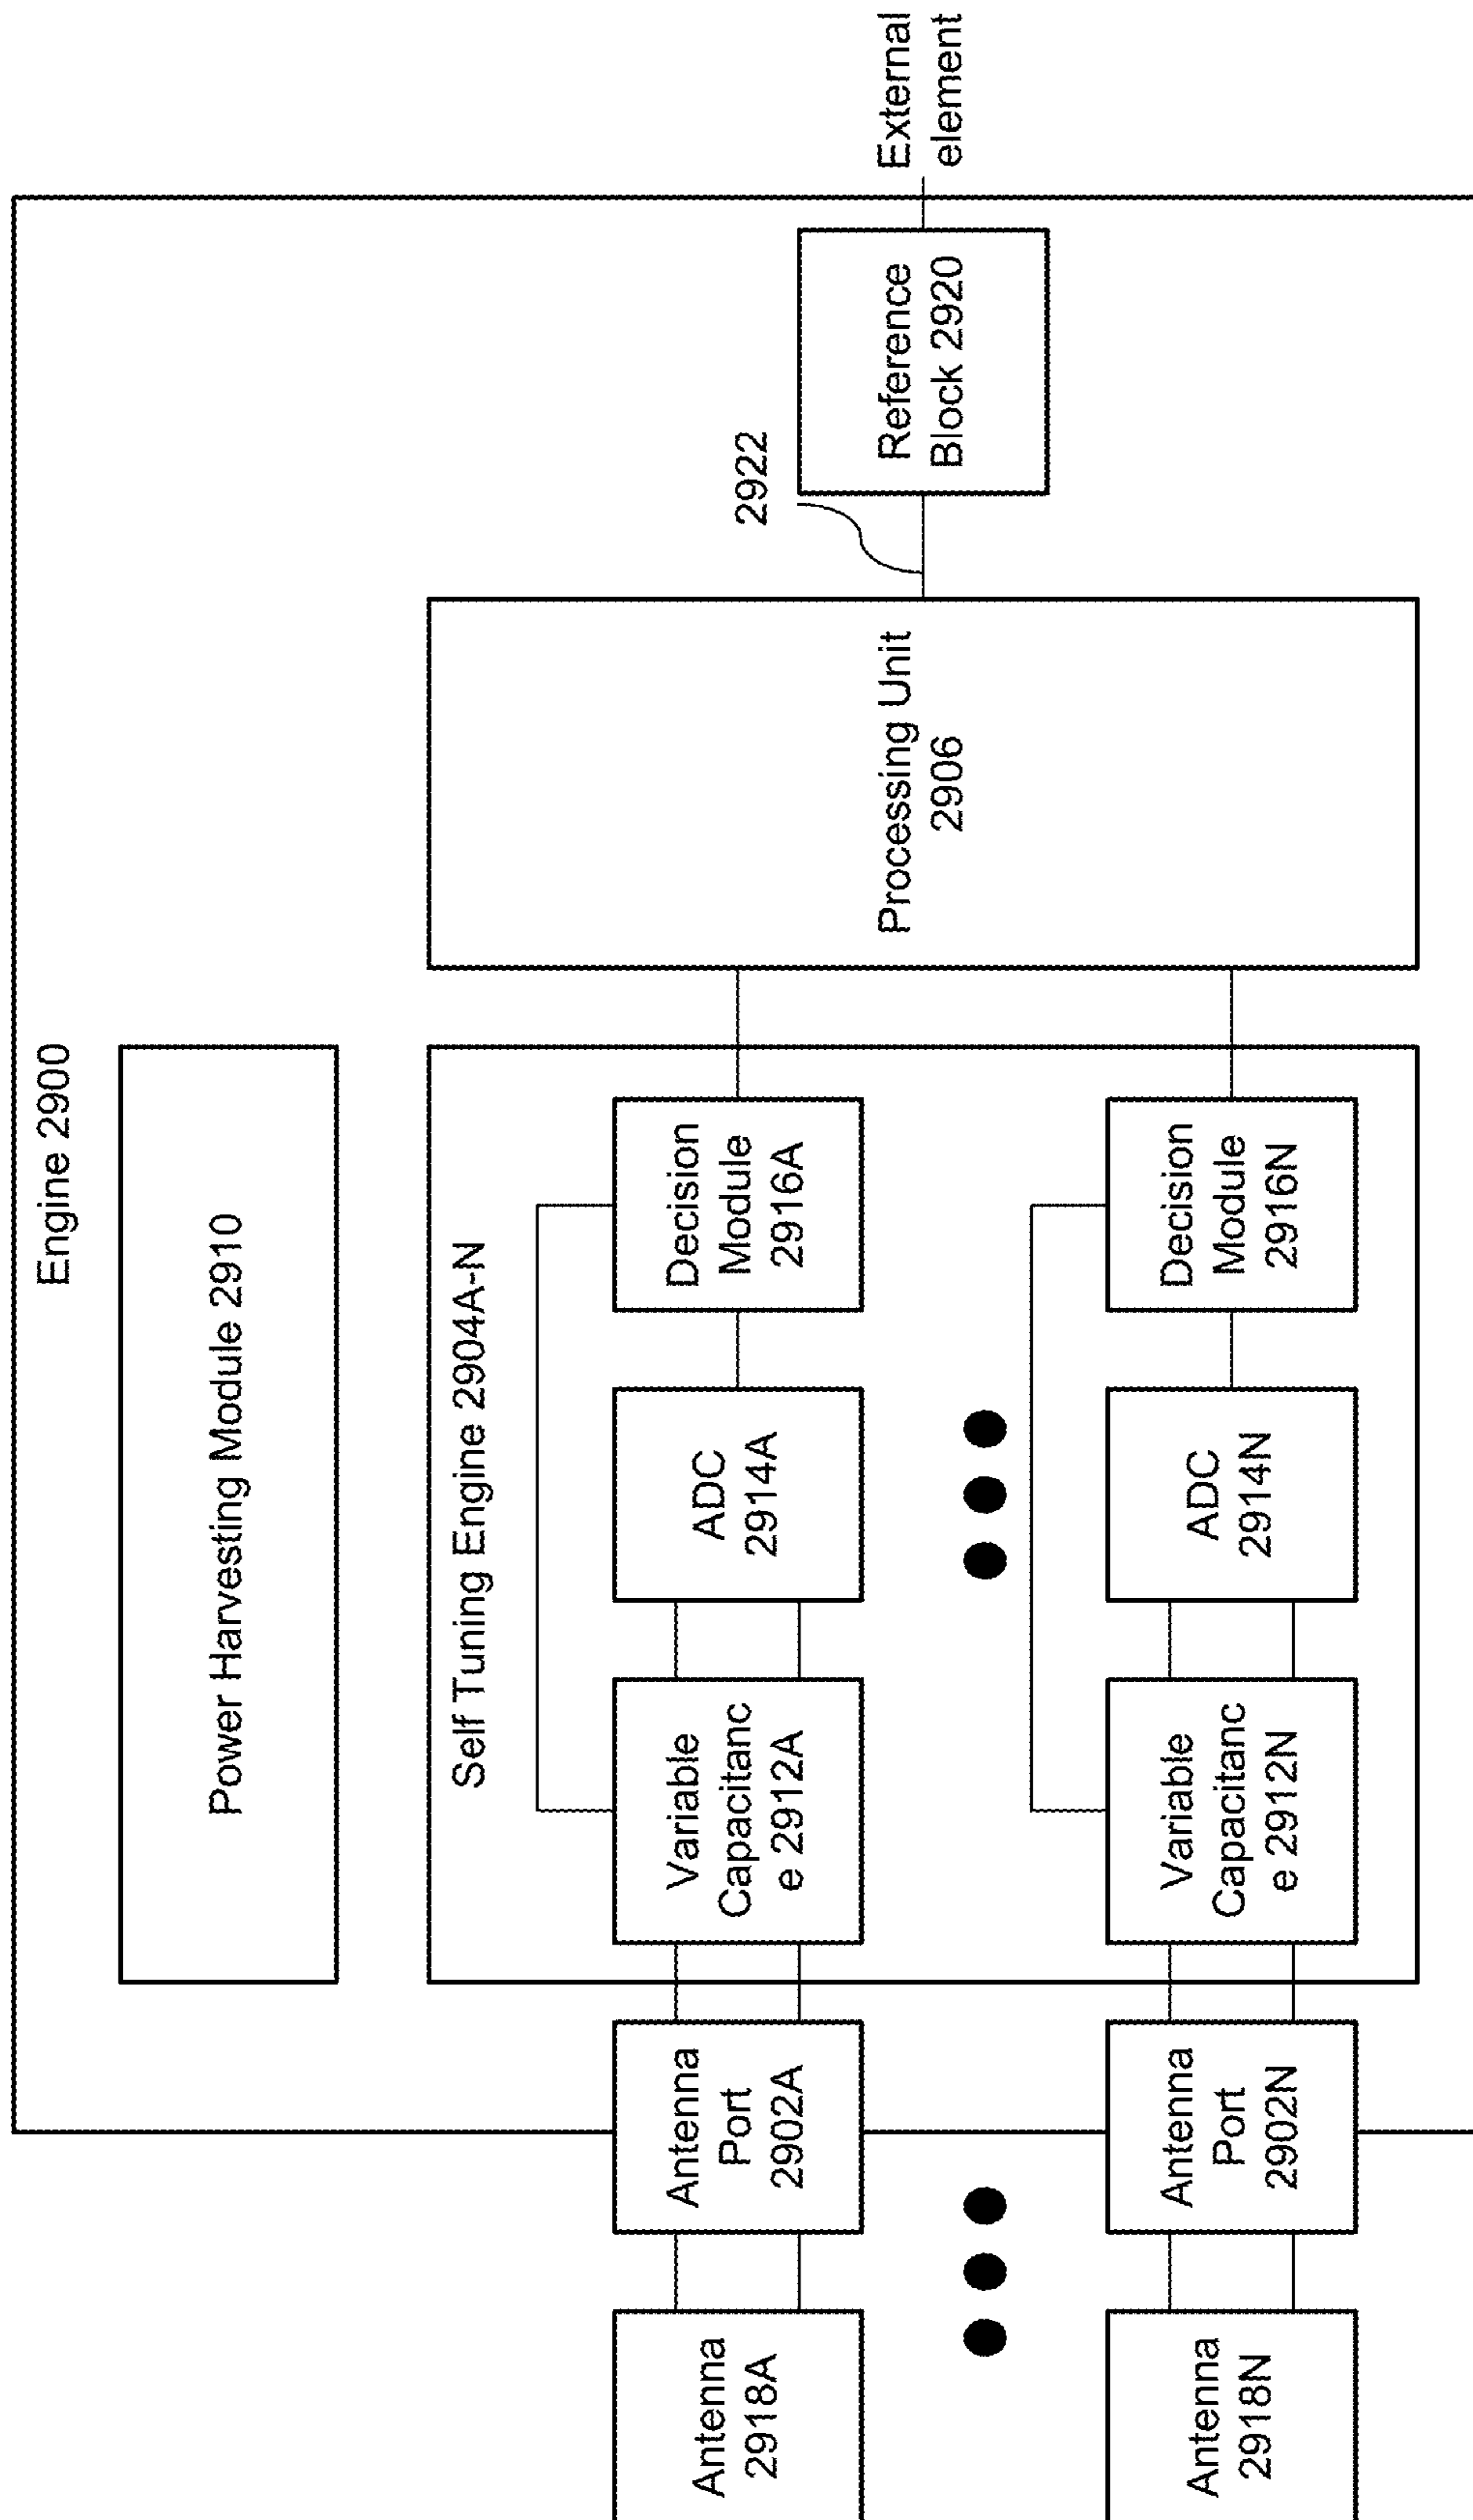 Engine 2900
Power Harvesting Module 2910
Self Tuning Engine 2904A-N
Antenna
2918A
Antenna
Port
2902A
Variable
Capacitanc
e 2912A
ADC
2914A
Decision
Module
2916A
Processing Unit
2906
2922
Reference
Block 2920
External
element
Antenna
2918N
Antenna
Port
2902N
Variable
Capacitanc
e 2912N
ADC
2914N
Decision
Module
2916N